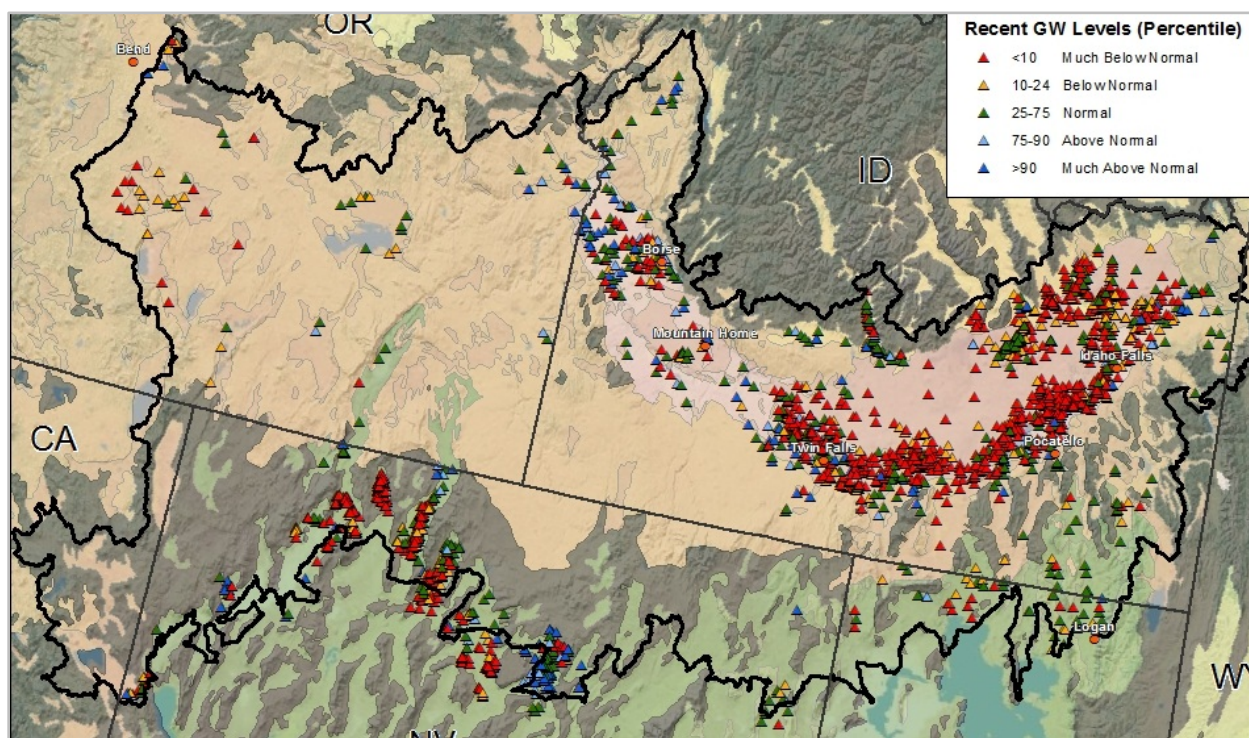 OR
Bend
Recent GW Levels (Percentile)
<10 Much Below Normal
10-24 Below Normal
25-75 Normal
75-90 Above Normal
>90 Much Above Normal
ID
Boise
Mountain Home
Idaho Falls
CA
Twin Falls
Pocatello
Logan
WY
NV